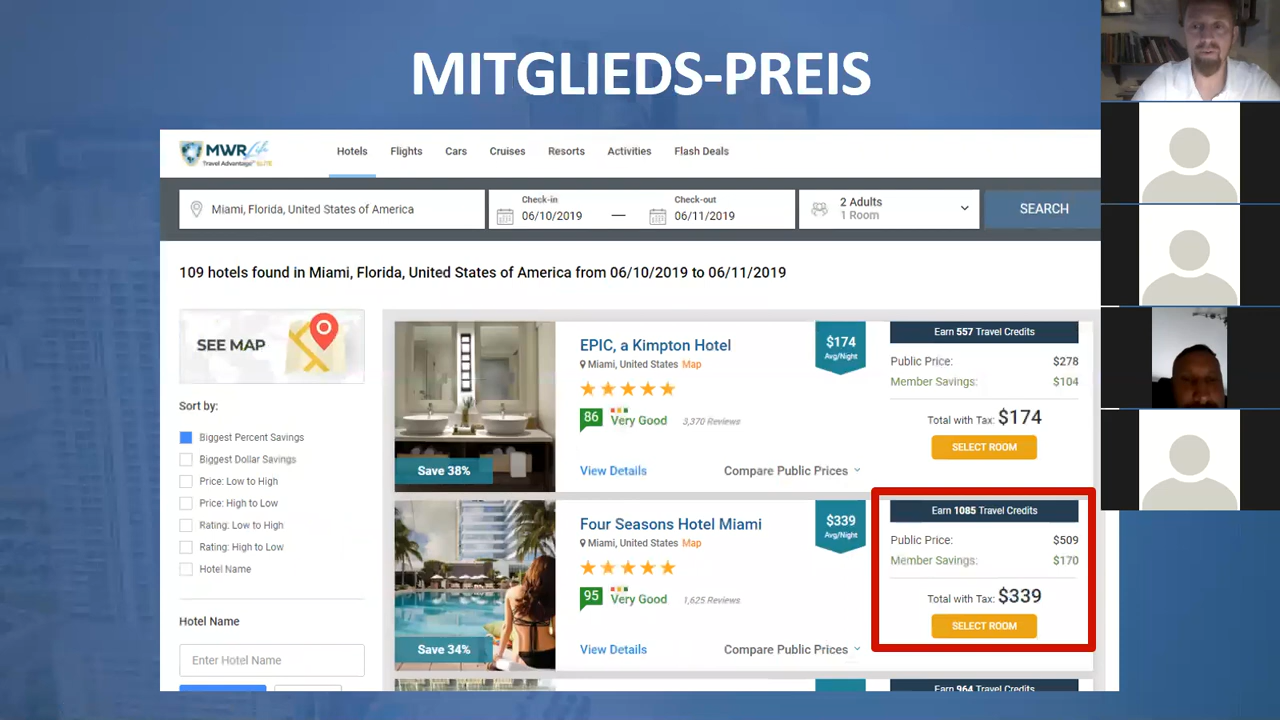 MITGLIEDS-PREIS
MWR Life
Travel Advantage™ ELITE
Hotels Flights Cars Cruises Resorts Activities Flash Deals
Miami, Florida, United States of America
Check-in
06/10/2019
—
Check-out
06/11/2019
2 Adults
1 Room
SEARCH
109 hotels found in Miami, Florida, United States of America from 06/10/2019 to 06/11/2019
SEE MAP
Sort by:
Biggest Percent Savings
Biggest Dollar Savings
Price: Low to High
Price: High to Low
Rating: Low to High
Rating: High to Low
Hotel Name
Hotel Name
Enter Hotel Name
Save 38%
EPIC, a Kimpton Hotel
Miami, United States Map
86 Very Good 3,370 Reviews
View Details
Compare Public Prices
$174
Avg/Night
Earn 557 Travel Credits
Public Price: $278
Member Savings: $104
Total with Tax: $174
SELECT ROOM
Save 34%
Four Seasons Hotel Miami
Miami, United States Map
95 Very Good 1,625 Reviews
View Details
Compare Public Prices
$339
Avg/Night
Earn 1085 Travel Credits
Public Price: $509
Member Savings: $170
Total with Tax: $339
SELECT ROOM
Earn 964 Travel Credits